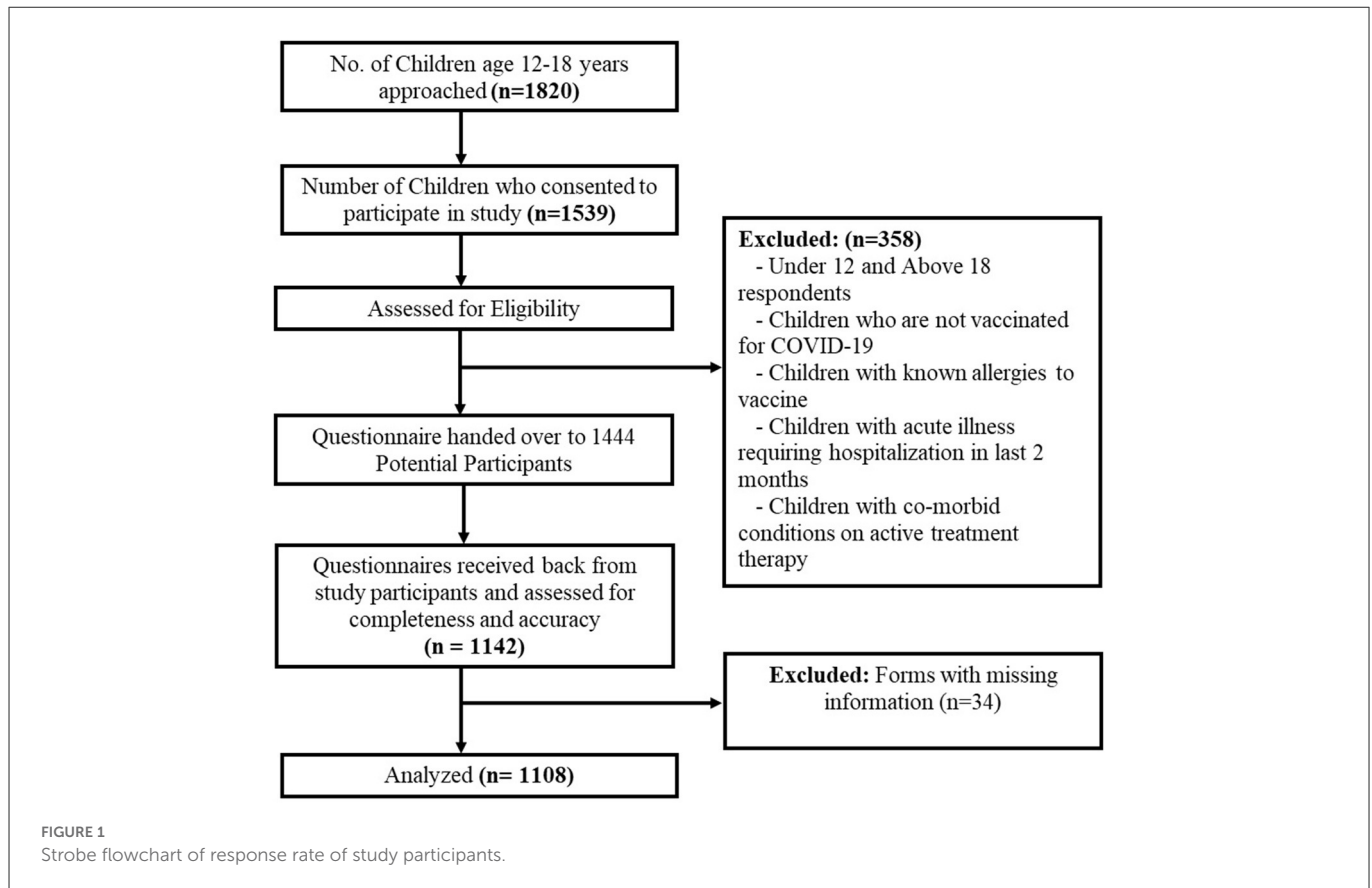 No. of Children age 12-18 years
approached (n=1820)
Number of Children who consented to
participate in study (n=1539)
Assessed for Eligibility
Excluded: (n=358)
- Under 12 and Above 18
respondents
- Children who are not vaccinated
for COVID-19
- Children with known allergies to
vaccine
- Children with acute illness
requiring hospitalization in last 2
months
- Children with co-morbid
conditions on active treatment
therapy
Questionnaire handed over to 1444
Potential Participants
Questionnaires received back from
study participants and assessed for
completeness and accuracy
(n = 1142)
Excluded: Forms with missing
information (n=34)
Analyzed (n= 1108)
FIGURE 1
Strobe flowchart of response rate of study participants.